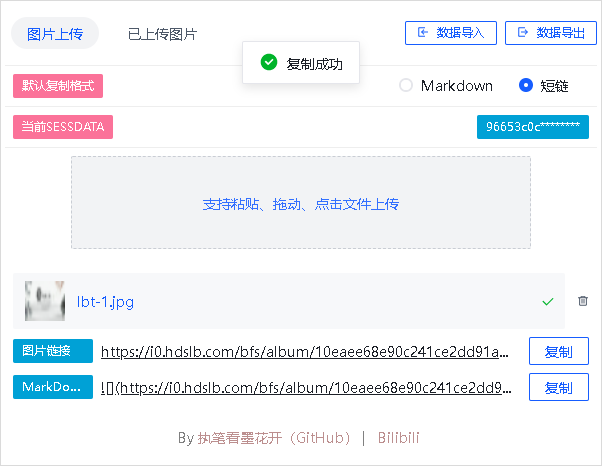 图片上传 已上传图片 数据导入 数据导出
复制成功
默认复制格式 Markdown 短链
当前SESSDATA 96653c0c********
支持粘贴、拖动、点击文件上传
lbt-1.jpg
图片链接 https://i0.hdslb.com/bfs/album/10eaee68e90c241ce2dd91a... 复制
MarkDo... ![](https://i0.hdslb.com/bfs/album/10eaee68e90c241ce2dd9... 复制
By 执笔看墨花开（GitHub） | Bilibili